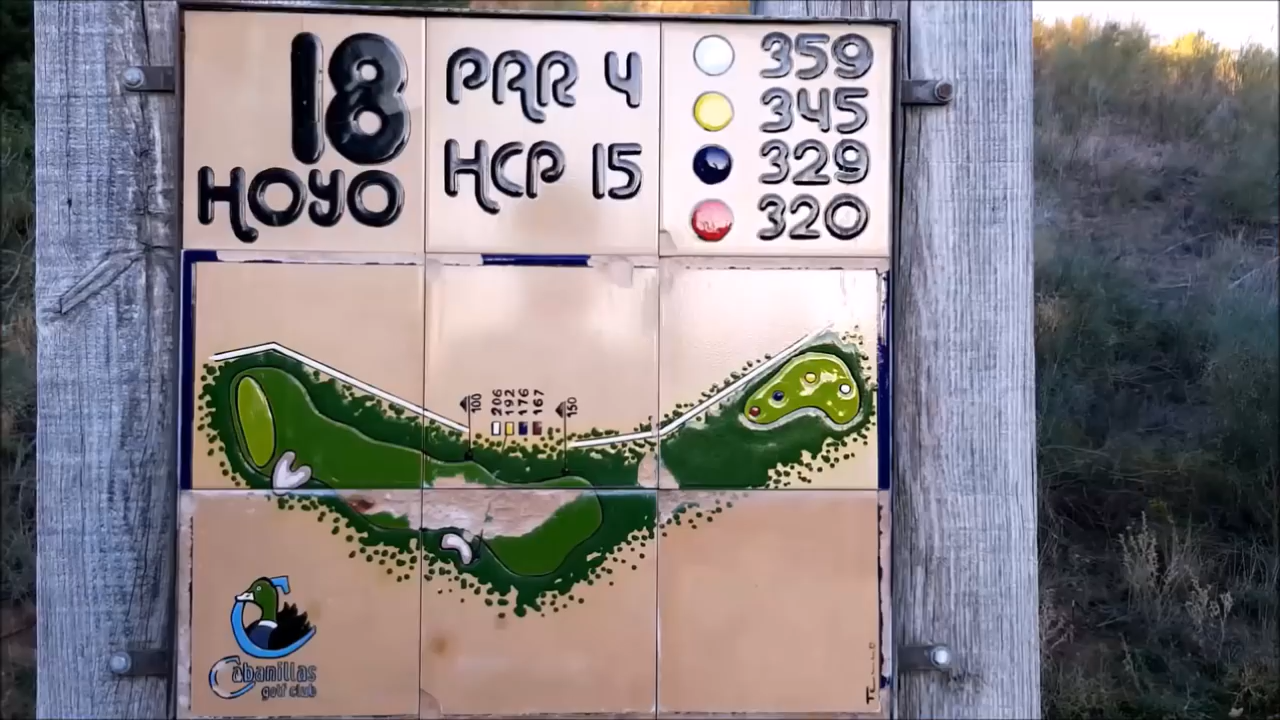 18
HOYO
PAR 4
HCP 15
359
345
329
320
100
206
192
176
167
150
Cabanillas
golf club